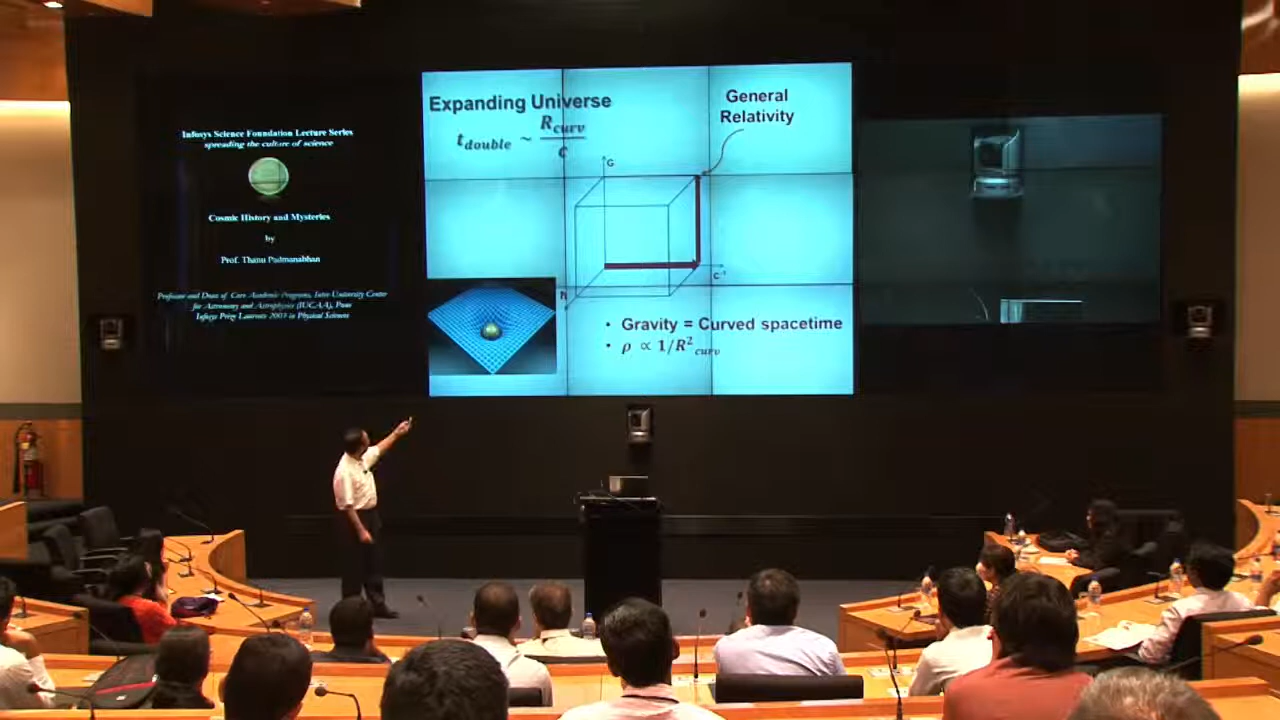 Infosys Science Foundation Lecture Series
spreading the culture of science
Cosmic History and Mysteries
by
Prof. Thanu Padmanabhan
Professor and Dean of Core Academic Programs, Inter-University Center
for Astronomy and Astrophysics (IUCAA), Pune
Infosys Prize Laureate 2009 in Physical Sciences
Expanding Universe
t_double ~ R_curv / c
General
Relativity
G
c⁻¹
ħ
• Gravity = Curved spacetime
• ρ ∝ 1/R²_curv